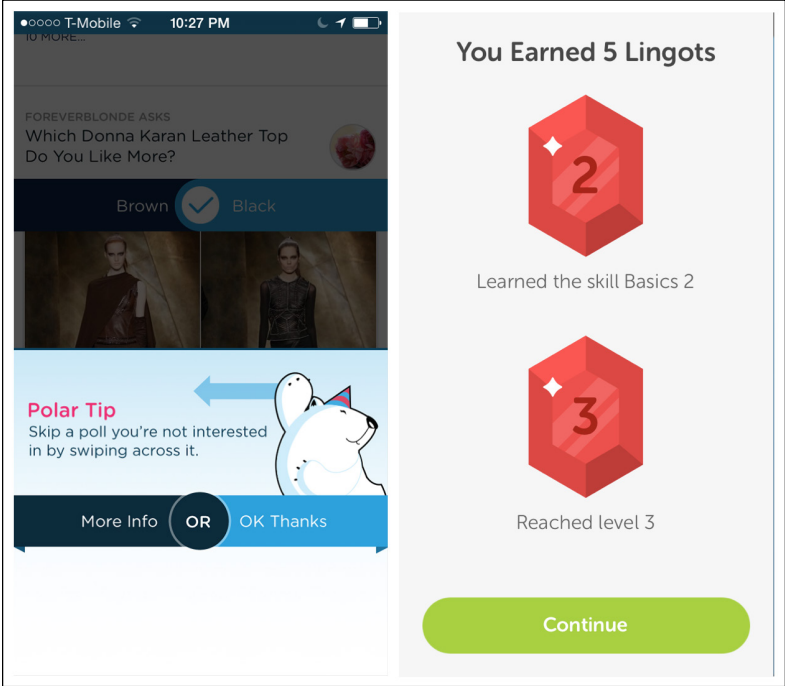 T-Mobile 10:27 PM
10 MORE...
FOREVERBLONDE ASKS
Which Donna Karan Leather Top
Do You Like More?
Brown Black
Polar Tip
Skip a poll you're not interested
in by swiping across it.
More Info OR OK Thanks
You Earned 5 Lingots
2
Learned the skill Basics 2
3
Reached level 3
Continue